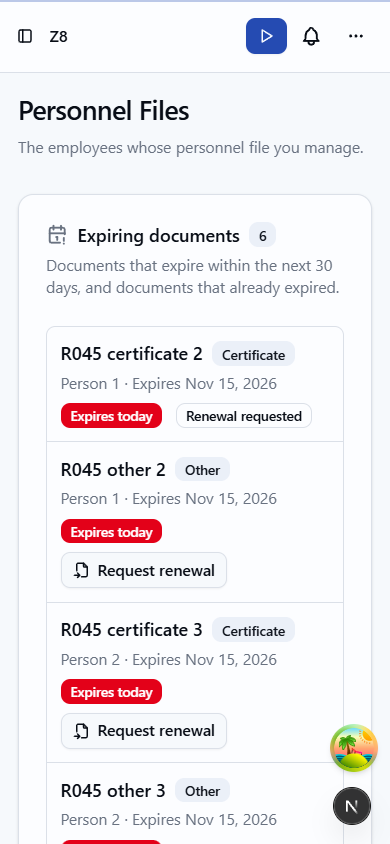 Z8
Personnel Files
The employees whose personnel file you manage.
Expiring documents 6
Documents that expire within the next 30
days, and documents that already expired.
R045 certificate 2 Certificate
Person 1 · Expires Nov 15, 2026
Expires today Renewal requested
R045 other 2 Other
Person 1 · Expires Nov 15, 2026
Expires today
Request renewal
R045 certificate 3 Certificate
Person 2 · Expires Nov 15, 2026
Expires today
Request renewal
R045 other 3 Other
Person 2 · Expires Nov 15, 2026
N